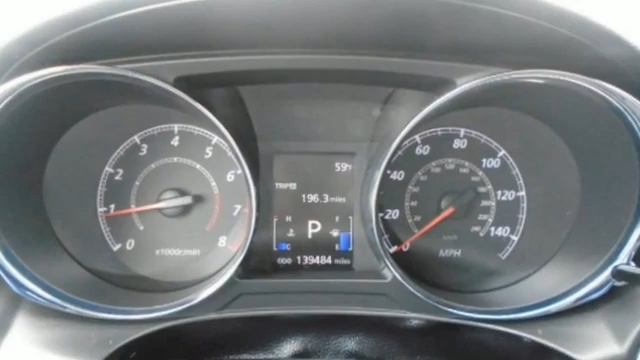 0 1 2 3 4 5 6 7 8
x1000r/min
59°F
TRIP
196.3 miles
H F
P
C E
ODO 139484 miles
0 20 40 60 80 100 120 140
MPH